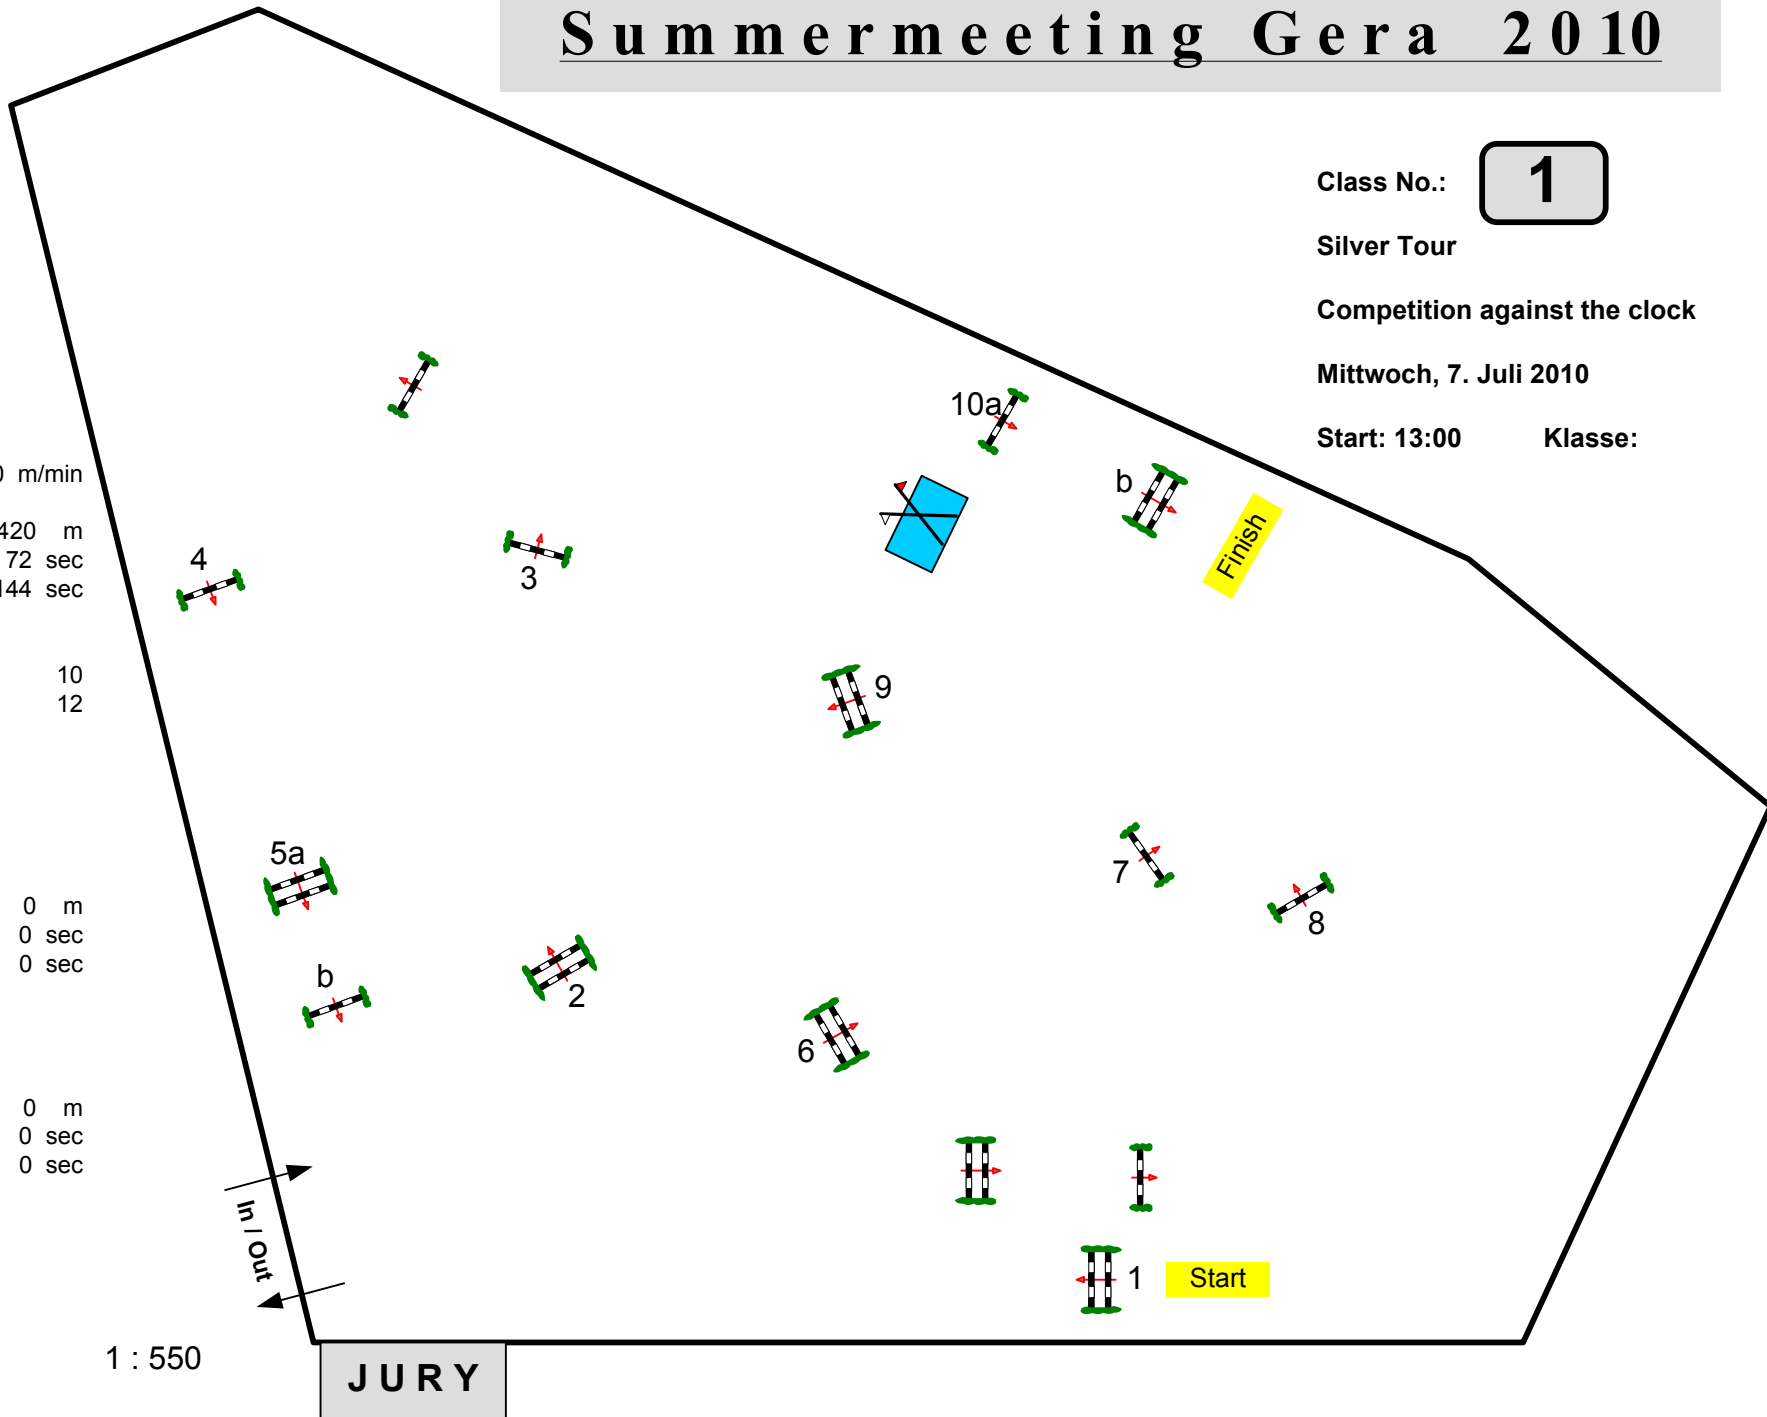 Summermeeting Gera 2010
Class No.: 1
Silver Tour
Competition against the clock
Mittwoch, 7. Juli 2010
Start: 13:00 Klasse:
0 m/min
420 m
72 sec
144 sec
10
12
0 m
0 sec
0 sec
0 m
0 sec
0 sec
10a
b
Finish
4
3
9
5a
b
2
7
8
6
1
Start
In / Out
1 : 550
JURY